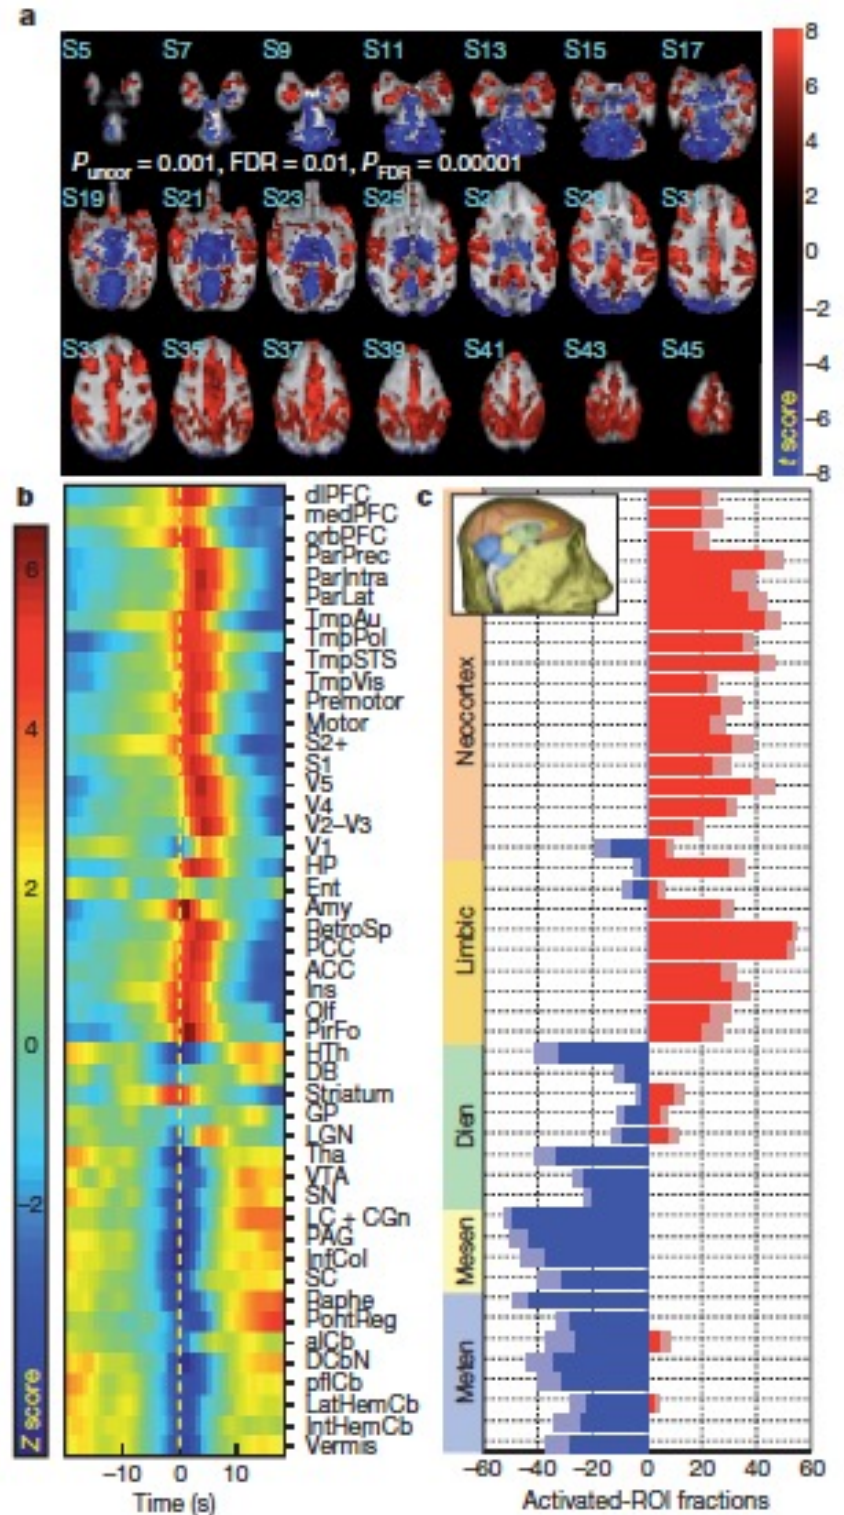 a
S5 S7 S9 S11 S13 S15 S17
P_uncor = 0.001, FDR = 0.01, P_FDR = 0.00001
S19 S21 S23 S25 S27 S29 S31
S33 S35 S37 S39 S41 S43 S45
8
6
4
2
0
−2
−4
−6
−8
t score
b
6
4
2
0
−2
Z score
dlPFC
medPFC
orbPFC
ParPrec
ParIntra
ParLat
TmpAu
TmpPol
TmpSTS
TmpVis
Premotor
Motor
S2+
S1
V5
V4
V2–V3
V1
HP
Ent
Amy
RetroSp
PCC
ACC
Ins
Olf
PirFo
HTh
DB
Striatum
GP
LGN
Tha
VTA
SN
LC + CGn
PAG
InfCol
SC
Raphe
PontReg
alCb
DCbN
pflCb
LatHemCb
IntHemCb
Vermis
−10 0 10
Time (s)
c
Neocortex
Limbic
Dien
Mesen
Meten
−60 −40 −20 0 20 40 60
Activated-ROI fractions